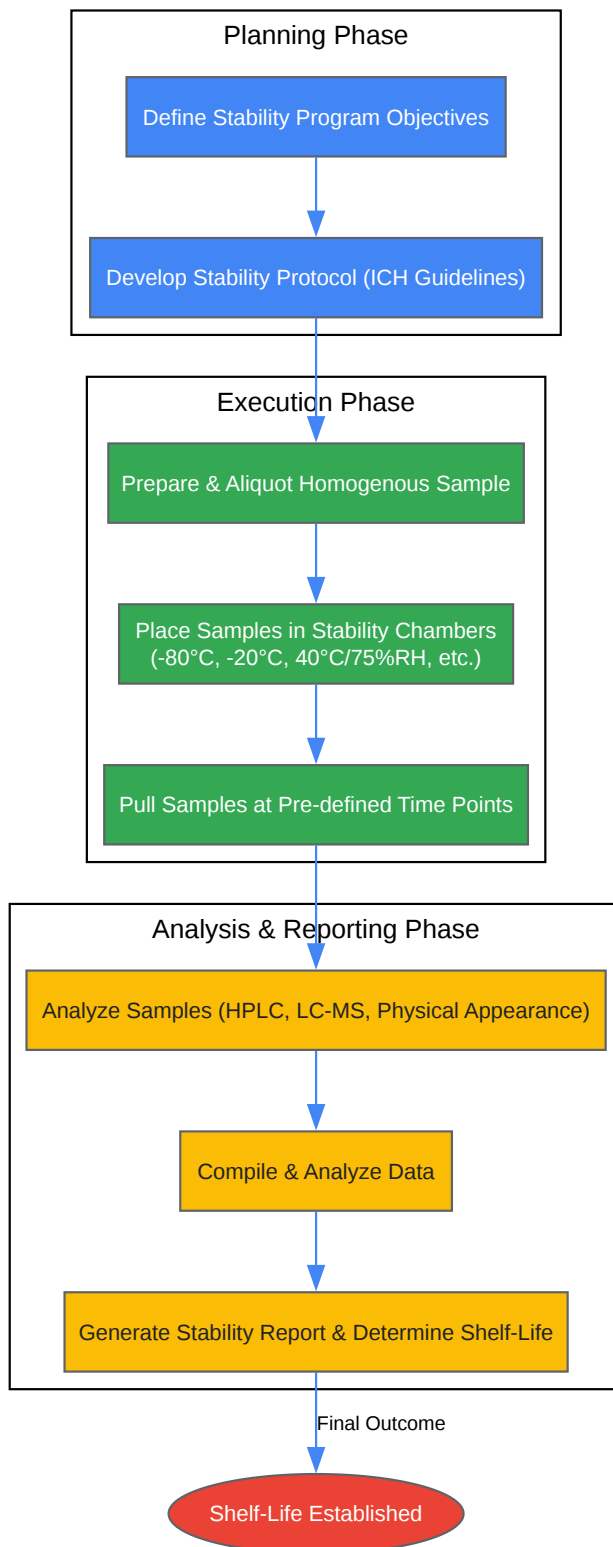 Planning Phase
Define Stability Program Objectives
Develop Stability Protocol (ICH Guidelines)
Execution Phase
Prepare & Aliquot Homogenous Sample
Place Samples in Stability Chambers
(-80°C, -20°C, 40°C/75%RH, etc.)
Pull Samples at Pre-defined Time Points
Analysis & Reporting Phase
Analyze Samples (HPLC, LC-MS, Physical Appearance)
Compile & Analyze Data
Generate Stability Report & Determine Shelf-Life
Final Outcome
Shelf-Life Established